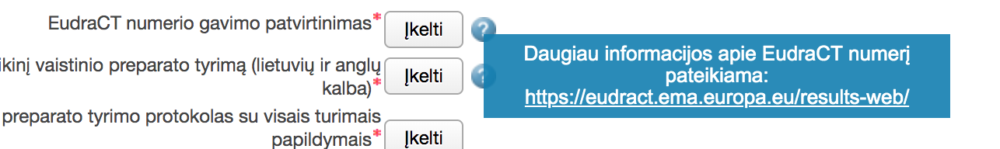 EudraCT numerio gavimo patvirtinimas*
Įkelti
?
Daugiau informacijos apie EudraCT numerį
pateikiama:
https://eudract.ema.europa.eu/results-web/
vaistinio preparato tyrimą (lietuvių ir anglų
kalba)*
Įkelti
?
preparato tyrimo protokolas su visais turimais
papildymais*
Įkelti